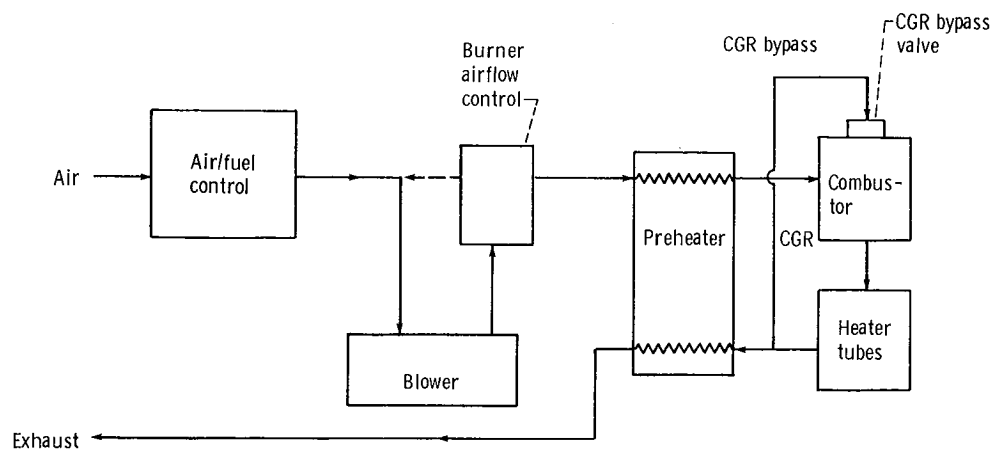 CGR bypass
valve
CGR bypass
Burner
airflow
control
Air/fuel
control
Air
Combus-
tor
Preheater
CGR
Heater
tubes
Blower
Exhaust